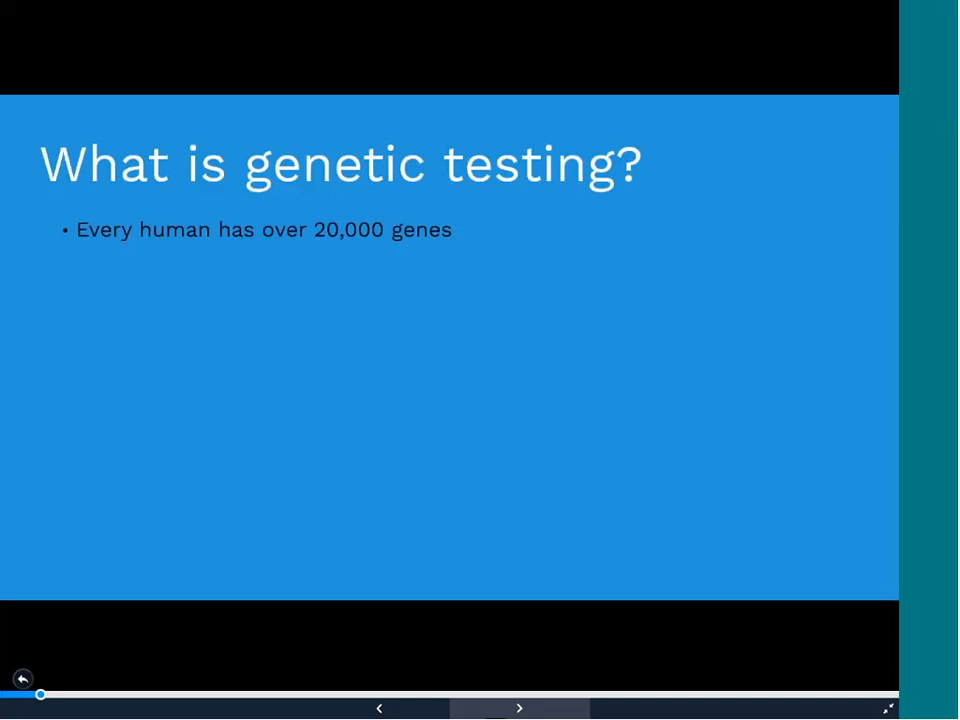 What is genetic testing?
• Every human has over 20,000 genes